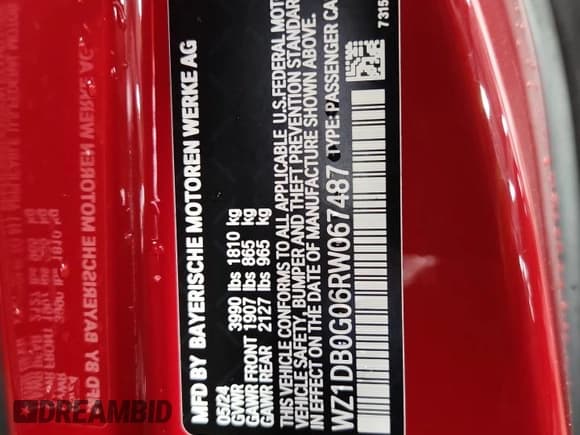 MFD BY BAYERISCHE MOTOREN WERKE AG
05/24
GVWR 3990 lbs 1810 kg
GAWR FRONT 1907 lbs 865 kg
GAWR REAR 2127 lbs 965 kg
THIS VEHICLE CONFORMS TO ALL APPLICABLE U.S. FEDERAL MOT
VEHICLE SAFETY, BUMPER AND THEFT PREVENTION STANDAR
IN EFFECT ON THE DATE OF MANUFACTURE SHOWN ABOVE.
WZ1DB0G06RW067487 TYPE: PASSENGER CA
7315
DREAMBID